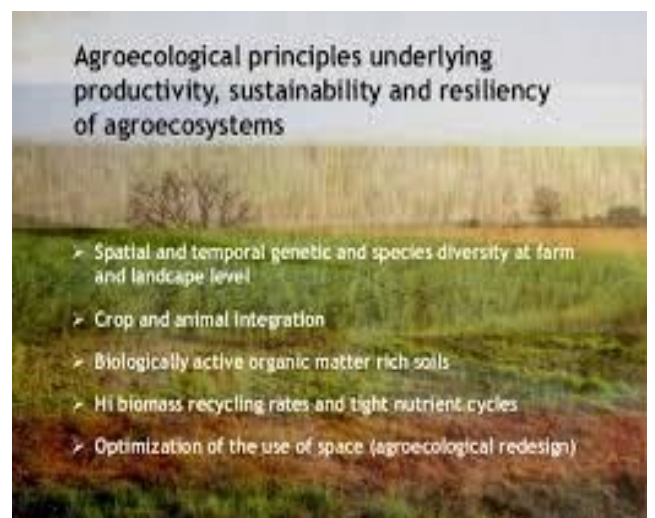 Agroecological principles underlying
productivity, sustainability and resiliency
of agroecosystems
➢ Spatial and temporal genetic and species diversity at farm
and landcape level
➢ Crop and animal integration
➢ Biologically active organic matter rich soils
➢ Hi biomass recycling rates and tight nutrient cycles
➢ Optimization of the use of space (agroecological redesign)